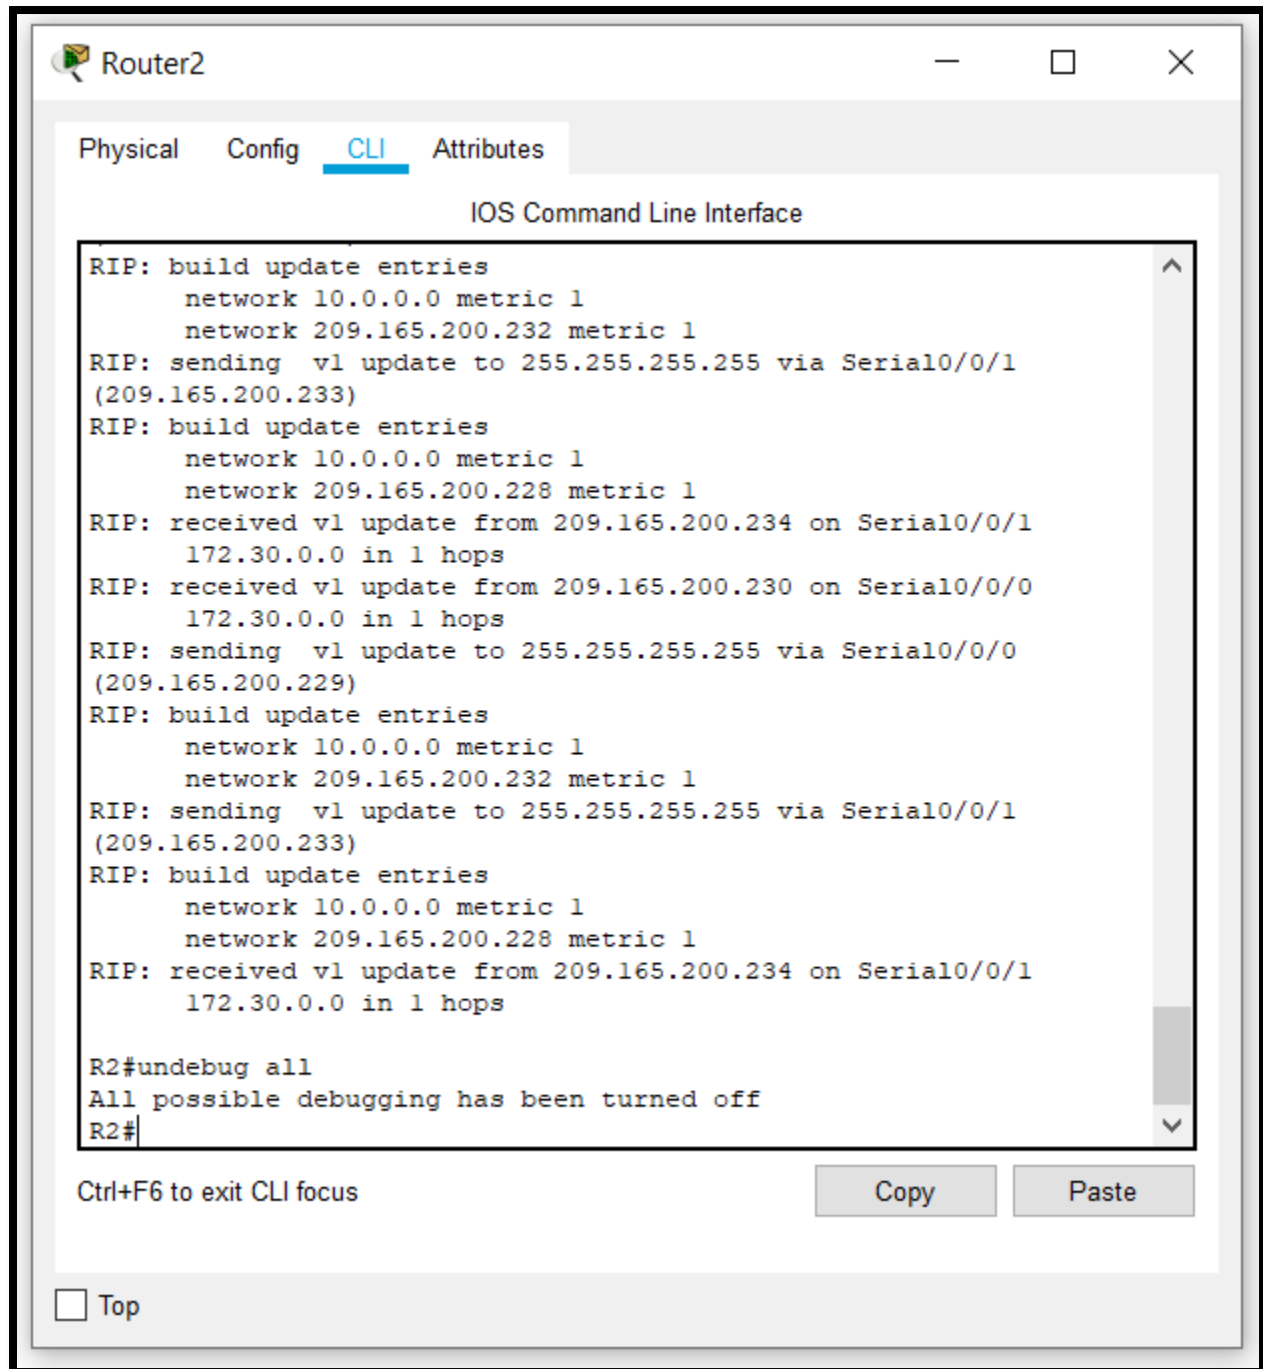 Router2
Physical Config CLI Attributes
IOS Command Line Interface
RIP: build update entries
network 10.0.0.0 metric 1
network 209.165.200.232 metric 1
RIP: sending  v1 update to 255.255.255.255 via Serial0/0/1
(209.165.200.233)
RIP: build update entries
network 10.0.0.0 metric 1
network 209.165.200.228 metric 1
RIP: received v1 update from 209.165.200.234 on Serial0/0/1
172.30.0.0 in 1 hops
RIP: received v1 update from 209.165.200.230 on Serial0/0/0
172.30.0.0 in 1 hops
RIP: sending  v1 update to 255.255.255.255 via Serial0/0/0
(209.165.200.229)
RIP: build update entries
network 10.0.0.0 metric 1
network 209.165.200.232 metric 1
RIP: sending  v1 update to 255.255.255.255 via Serial0/0/1
(209.165.200.233)
RIP: build update entries
network 10.0.0.0 metric 1
network 209.165.200.228 metric 1
RIP: received v1 update from 209.165.200.234 on Serial0/0/1
172.30.0.0 in 1 hops
R2#undebug all
All possible debugging has been turned off
R2#
Ctrl+F6 to exit CLI focus
Copy Paste
Top